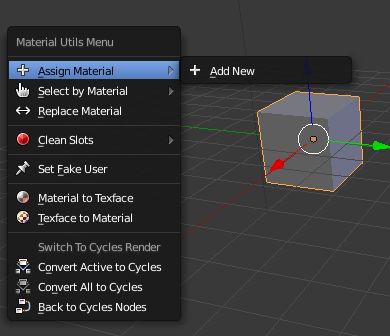 Material Utils Menu
Assign Material
Add New
Select by Material
Replace Material
Clean Slots
Set Fake User
Material to Texface
Texface to Material
Switch To Cycles Render
Convert Active to Cycles
Convert All to Cycles
Back to Cycles Nodes